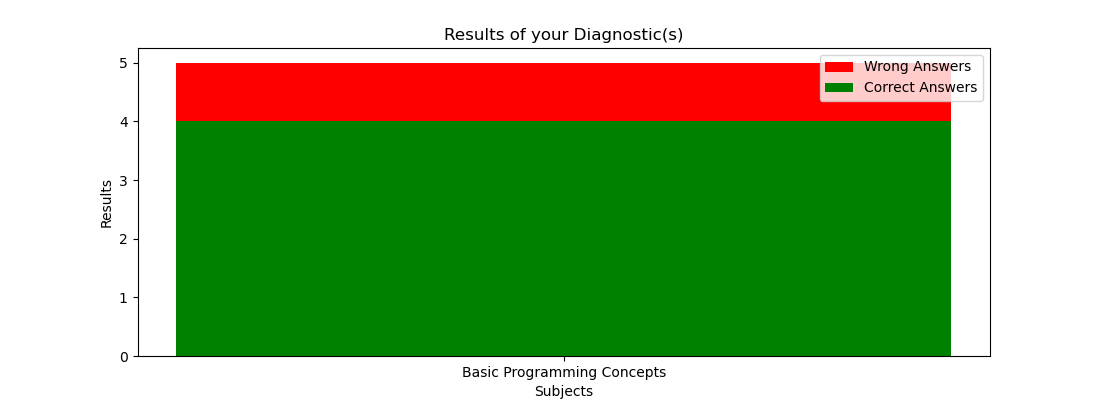 Results of your Diagnostic(s)
Wrong Answers
Correct Answers
5
4
3
2
1
0
Results
Basic Programming Concepts
Subjects